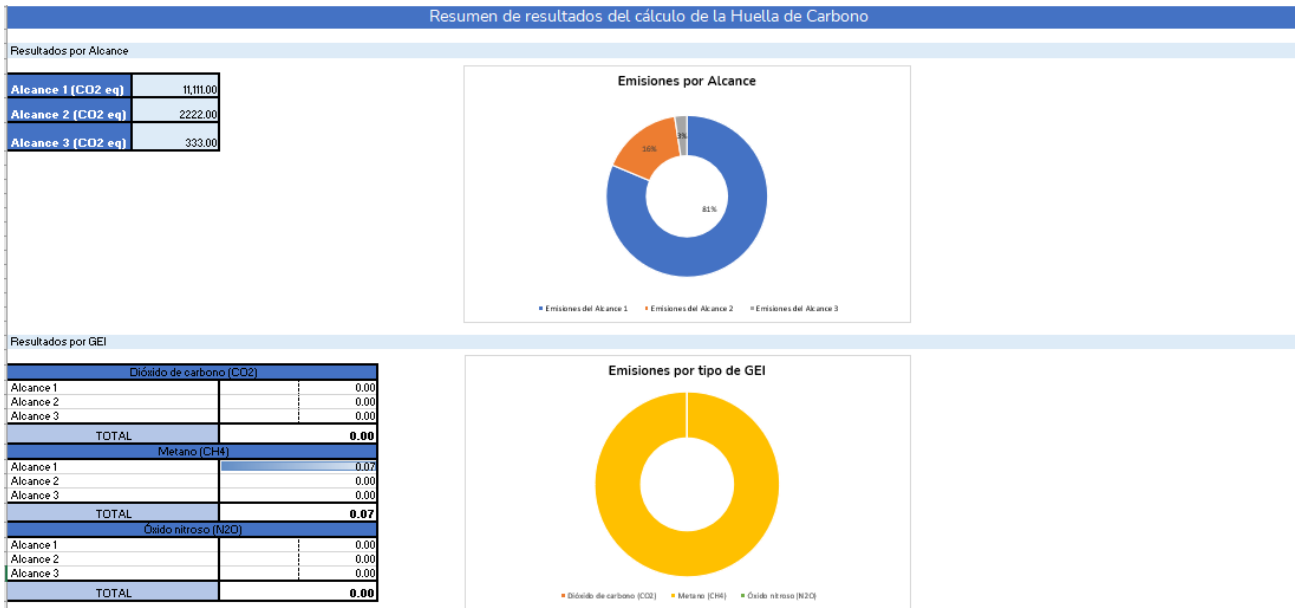 Resumen de resultados del cálculo de la Huella de Carbono
Resultados por Alcance
Alcance 1 (CO2 eq) 11,111.00
Alcance 2 (CO2 eq) 2222.00
Alcance 3 (CO2 eq) 333.00
Emisiones por Alcance
3%
16%
81%
Emisiones del Alcance 1 Emisiones del Alcance 2 Emisiones del Alcance 3
Resultados por GEI
Dióxido de carbono (CO2)
Alcance 1 0.00
Alcance 2 0.00
Alcance 3 0.00
TOTAL 0.00
Metano (CH4)
Alcance 1 0.07
Alcance 2 0.00
Alcance 3 0.00
TOTAL 0.07
Óxido nitroso (N2O)
Alcance 1 0.00
Alcance 2 0.00
Alcance 3 0.00
TOTAL 0.00
Emisiones por tipo de GEI
Dióxido de carbono (CO2) Metano (CH4) Óxido nitroso (N2O)